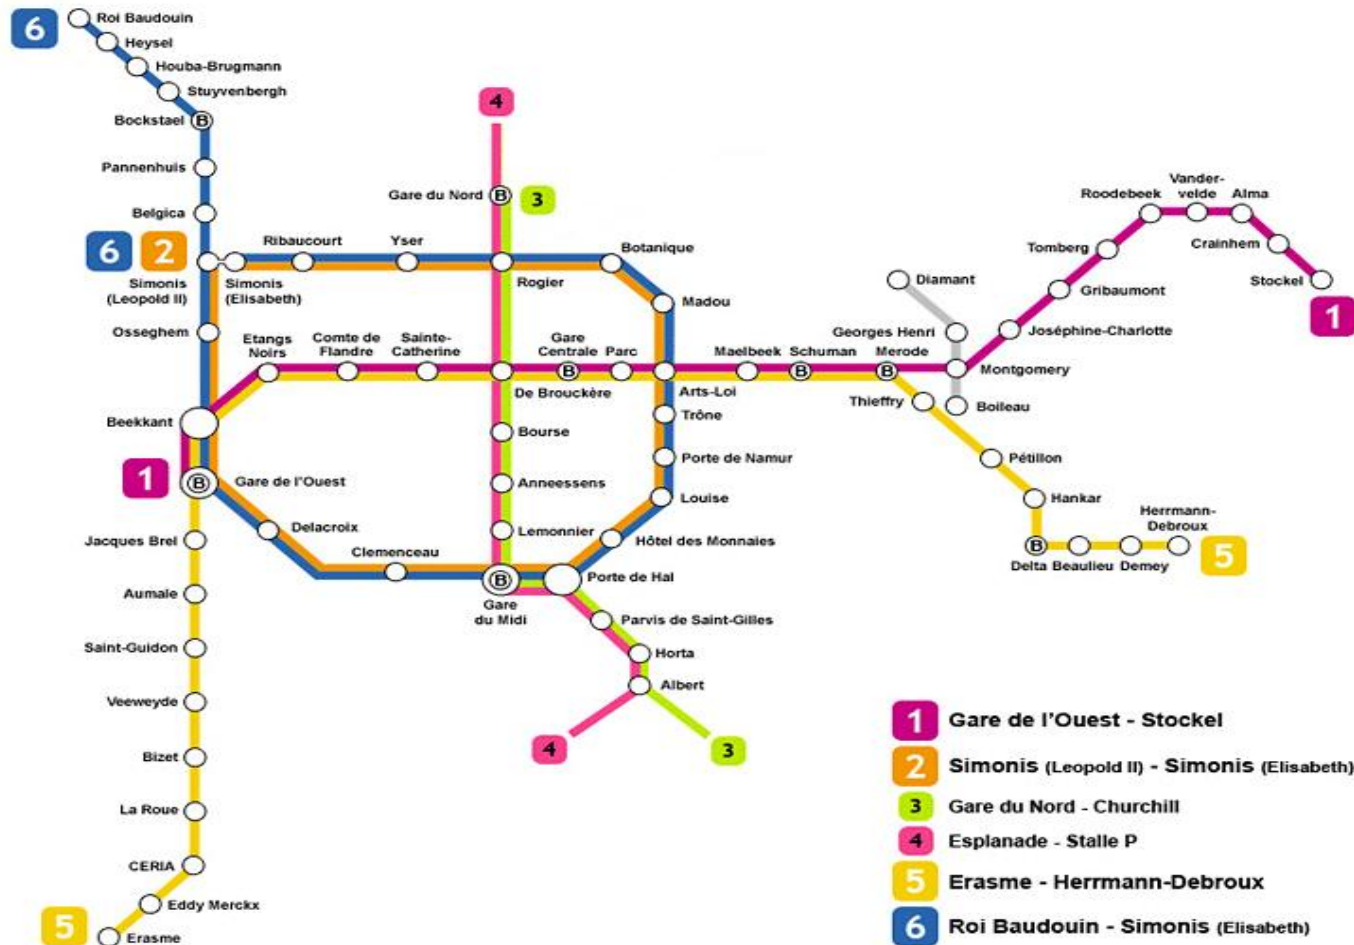 6
Roi Baudouin
Heysel
Houba-Brugmann
Stuyvenbergh
Bockstael
B
Pannenhuis
Belgica
6
2
Simonis
(Leopold II)
Simonis
(Elisabeth)
Ribaucourt
Yser
4
Gare du Nord
B
3
Rogier
Botanique
Madou
Osseghem
Etangs
Noirs
Comte de
Flandre
Sainte-
Catherine
De Brouckère
Gare
Centrale
B
Parc
Arts-Loi
Maelbeek
Schuman
B
Merode
B
Diamant
Georges Henri
Montgomery
Boileau
Joséphine-Charlotte
Gribaumont
Tomberg
Roodebeek
Vander-
velde
Alma
Crainhem
Stockel
1
Beekkant
1
B
Gare de l'Ouest
Delacroix
Clemenceau
Bourse
Anneessens
Lemonnier
B
Gare
du Midi
Porte de Hal
Hôtel des Monnaies
Louise
Porte de Namur
Trône
Thieffry
Pétillon
Hankar
B
Delta
Beaulieu
Demey
Herrmann-
Debroux
5
Parvis de Saint-Gilles
Horta
Albert
4
3
Jacques Brel
Aumale
Saint-Guidon
Veeweyde
Bizet
La Roue
CERIA
Eddy Merckx
5
Erasme
1 Gare de l'Ouest - Stockel
2 Simonis (Leopold II) - Simonis (Elisabeth)
3 Gare du Nord - Churchill
4 Esplanade - Stalle P
5 Erasme - Herrmann-Debroux
6 Roi Baudouin - Simonis (Elisabeth)